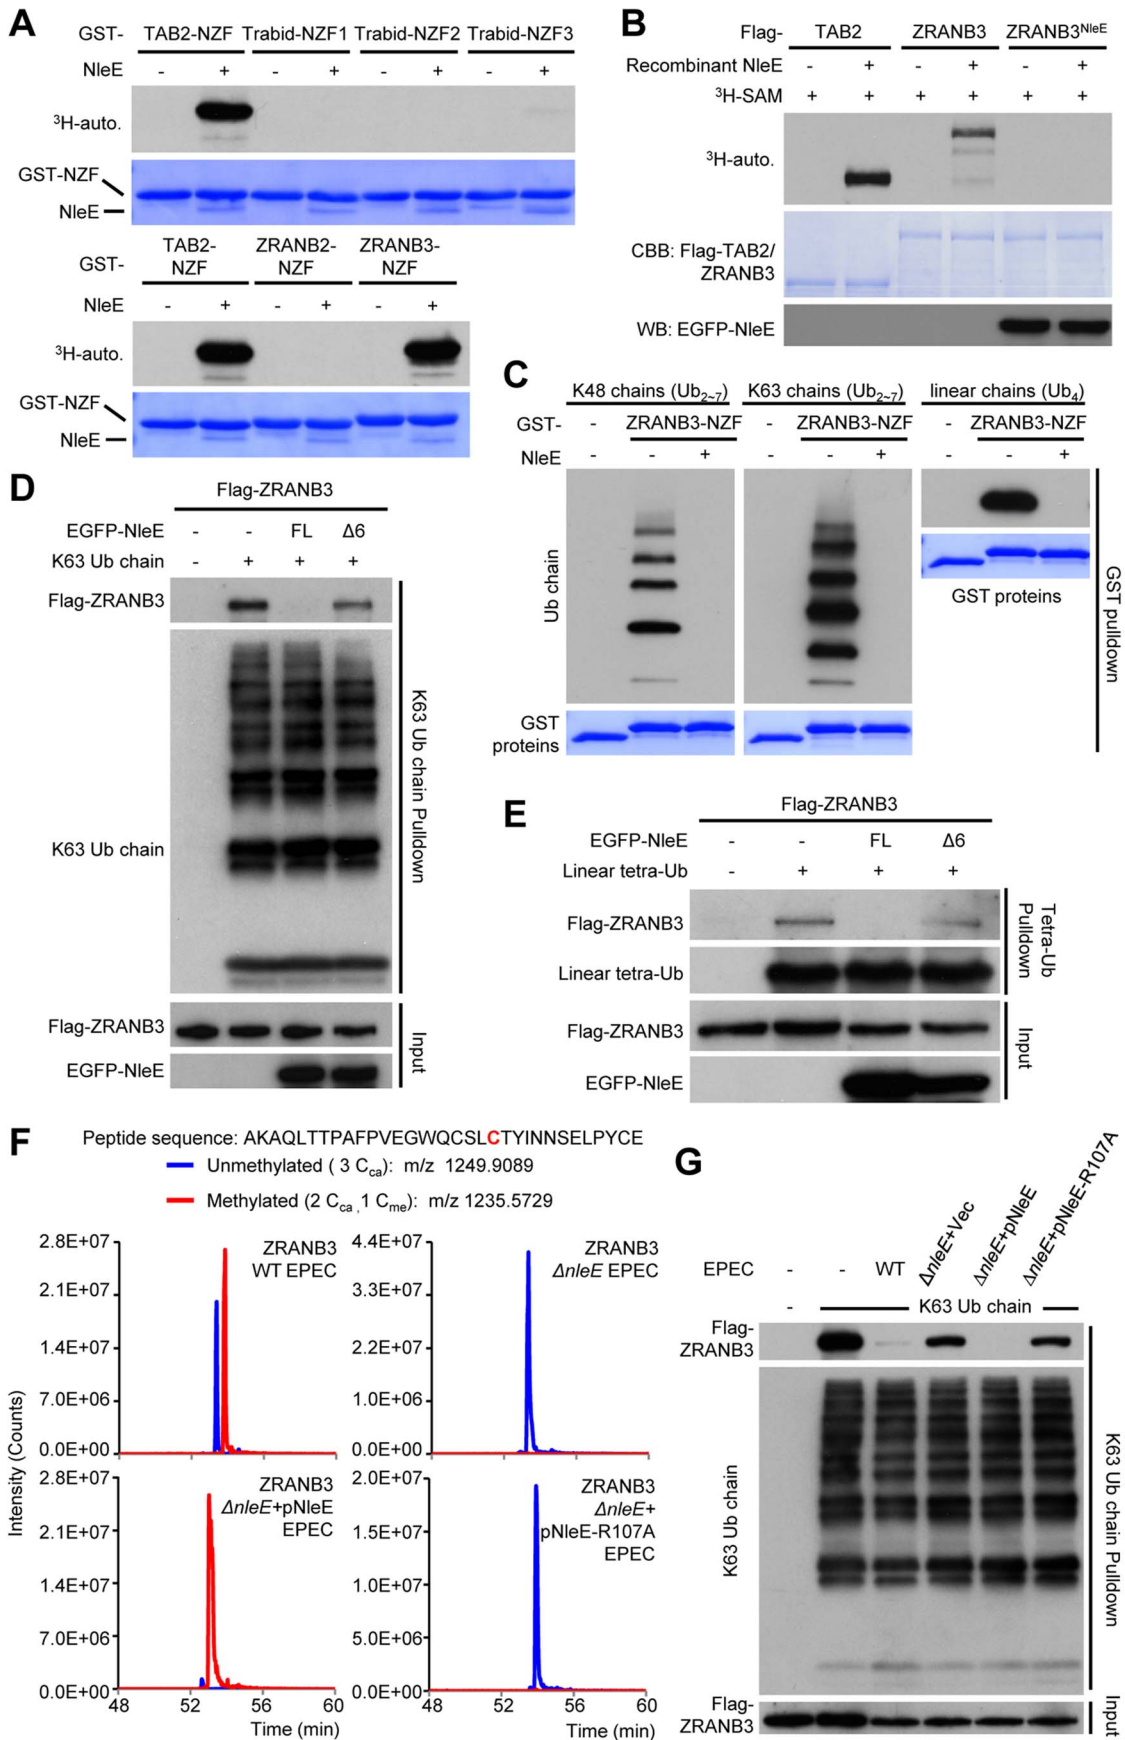 A
GST- TAB2-NZF Trabid-NZF1 Trabid-NZF2 Trabid-NZF3
NleE - + - + - + - +
³H-auto.
GST-NZF
NleE
GST- TAB2-NZF ZRANB2-NZF ZRANB3-NZF
NleE - + - + - +
³H-auto.
GST-NZF
NleE
B
Flag- TAB2 ZRANB3 ZRANB3ᴺˡᵉᴱ
Recombinant NleE - + - + - +
³H-SAM + + + + + +
³H-auto.
CBB: Flag-TAB2/
ZRANB3
WB: EGFP-NleE
C
K48 chains (Ub₂~₇) K63 chains (Ub₂~₇) linear chains (Ub₄)
GST- - ZRANB3-NZF - ZRANB3-NZF - ZRANB3-NZF
NleE - - + - - + - - +
Ub chain
GST proteins
GST
proteins
GST pulldown
D
Flag-ZRANB3
EGFP-NleE - - FL Δ6
K63 Ub chain - + + +
Flag-ZRANB3
K63 Ub chain
K63 Ub chain Pulldown
Flag-ZRANB3
EGFP-NleE
Input
E
Flag-ZRANB3
EGFP-NleE - - FL Δ6
Linear tetra-Ub - + + +
Flag-ZRANB3
Linear tetra-Ub
Tetra-Ub
Pulldown
Flag-ZRANB3
EGFP-NleE
Input
F
Peptide sequence: AKAQLTTPAFPVEGWQCSLCTYINNSELPYCE
Unmethylated ( 3 Cca): m/z 1249.9089
Methylated (2 Cca ,1 Cme): m/z 1235.5729
Intensity (Counts)
2.8E+07
2.1E+07
1.4E+07
7.0E+06
0.0E+00
ZRANB3
WT EPEC
4.4E+07
3.3E+07
2.2E+07
1.0E+07
0.0E+00
ZRANB3
ΔnleE EPEC
2.8E+07
2.1E+07
1.4E+07
7.0E+06
0.0E+00
ZRANB3
ΔnleE+pNleE
EPEC
48 52 56 60
Time (min)
2.0E+07
1.5E+07
1.0E+07
5.0E+06
0.0E+00
ZRANB3
ΔnleE+
pNleE-R107A
EPEC
48 52 56 60
Time (min)
G
EPEC - - WT ΔnleE+Vec ΔnleE+pNleE ΔnleE+pNleE-R107A
- K63 Ub chain
Flag-
ZRANB3
K63 Ub chain
K63 Ub chain Pulldown
Flag-
ZRANB3
Input